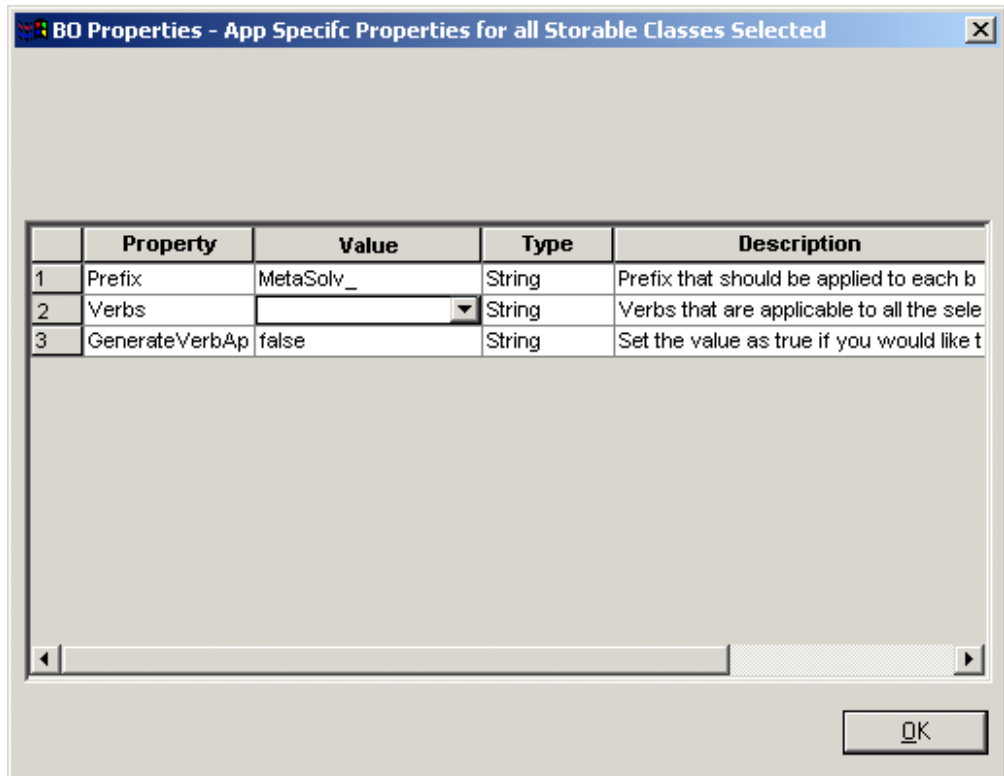 BO Properties - App Specifc Properties for all Storable Classes Selected
Property Value Type Description
1 Prefix MetaSolv_ String Prefix that should be applied to each b
2 Verbs String Verbs that are applicable to all the sele
3 GenerateVerbAp false String Set the value as true if you would like t
OK